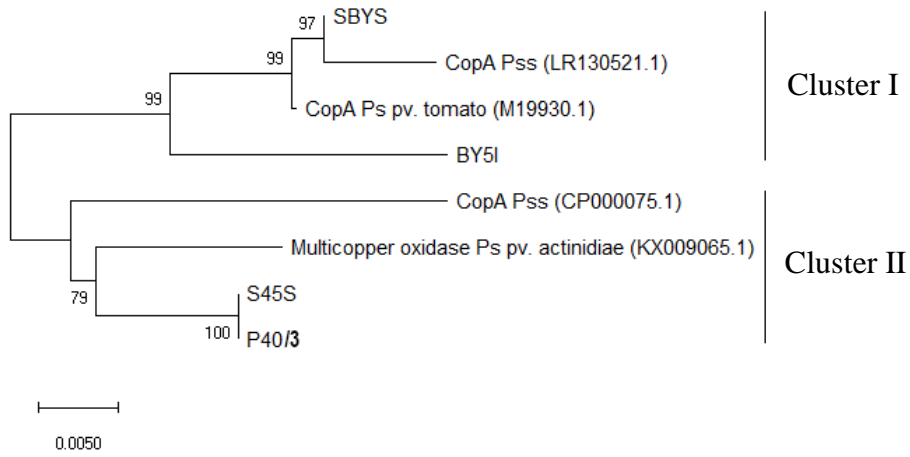 97
SBYS
99
CopA Pss (LR130521.1)
99
CopA Ps pv. tomato (M19930.1)
BY5I
Cluster I
CopA Pss (CP000075.1)
Multicopper oxidase Ps pv. actinidiae (KX009065.1)
79
S45S
100
P40/3
Cluster II
0.0050